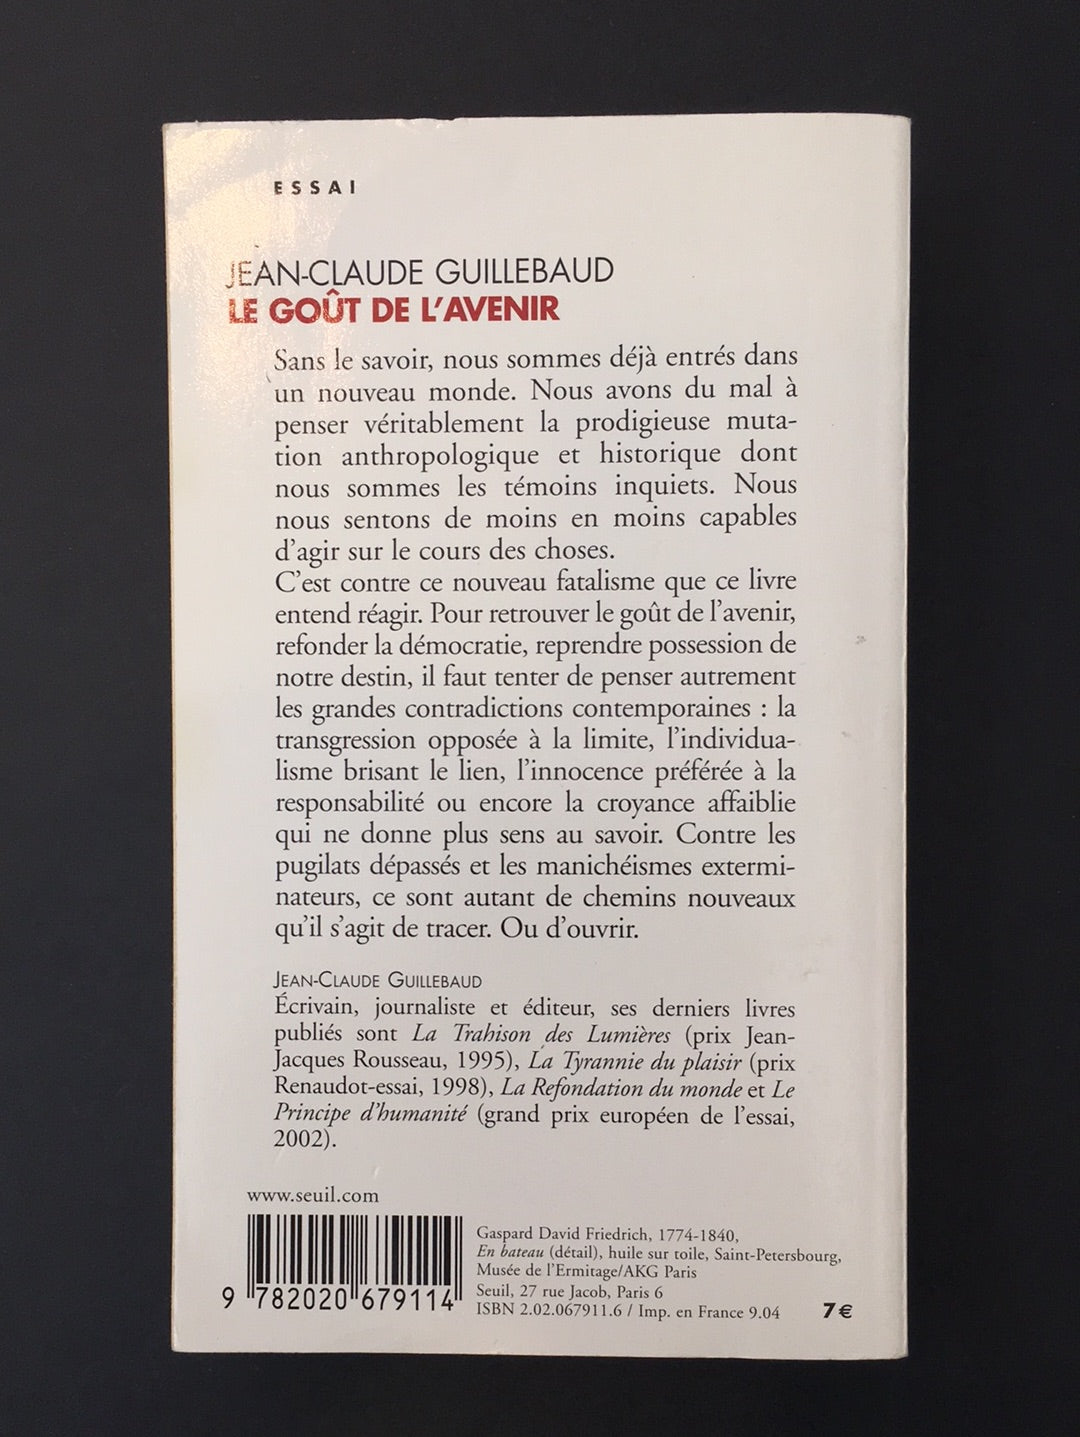 ESSAI
JEAN-CLAUDE GUILLEBAUD
LE GOÛT DE L'AVENIR
Sans le savoir, nous sommes déjà entrés dans
un nouveau monde. Nous avons du mal à
penser véritablement la prodigieuse muta-
tion anthropologique et historique dont
nous sommes les témoins inquiets. Nous
nous sentons de moins en moins capables
d'agir sur le cours des choses.
C'est contre ce nouveau fatalisme que ce livre
entend réagir. Pour retrouver le goût de l'avenir,
refonder la démocratie, reprendre possession de
notre destin, il faut tenter de penser autrement
les grandes contradictions contemporaines : la
transgression opposée à la limite, l'individua-
lisme brisant le lien, l'innocence préférée à la
responsabilité ou encore la croyance affaiblie
qui ne donne plus sens au savoir. Contre les
pugilats dépassés et les manichéismes extermi-
nateurs, ce sont autant de chemins nouveaux
qu'il s'agit de tracer. Ou d'ouvrir.
JEAN-CLAUDE GUILLEBAUD
Écrivain, journaliste et éditeur, ses derniers livres
publiés sont La Trahison des Lumières (prix Jean-
Jacques Rousseau, 1995), La Tyrannie du plaisir (prix
Renaudot-essai, 1998), La Refondation du monde et Le
Principe d'humanité (grand prix européen de l'essai,
2002).
www.seuil.com
9 782020 679114
Gaspard David Friedrich, 1774-1840,
En bateau (détail), huile sur toile, Saint-Petersbourg,
Musée de l'Ermitage/AKG Paris
Seuil, 27 rue Jacob, Paris 6
ISBN 2.02.067911.6 / Imp. en France 9.04
7 €